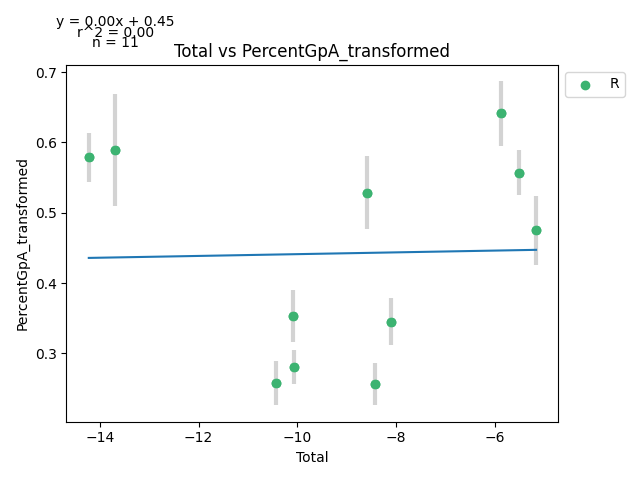 y = 0.00x + 0.45
r^2 = 0.00
n = 11
Total vs PercentGpA_transformed
R
PercentGpA_transformed
0.7
0.6
0.5
0.4
0.3
−14
−12
−10
−8
−6
Total